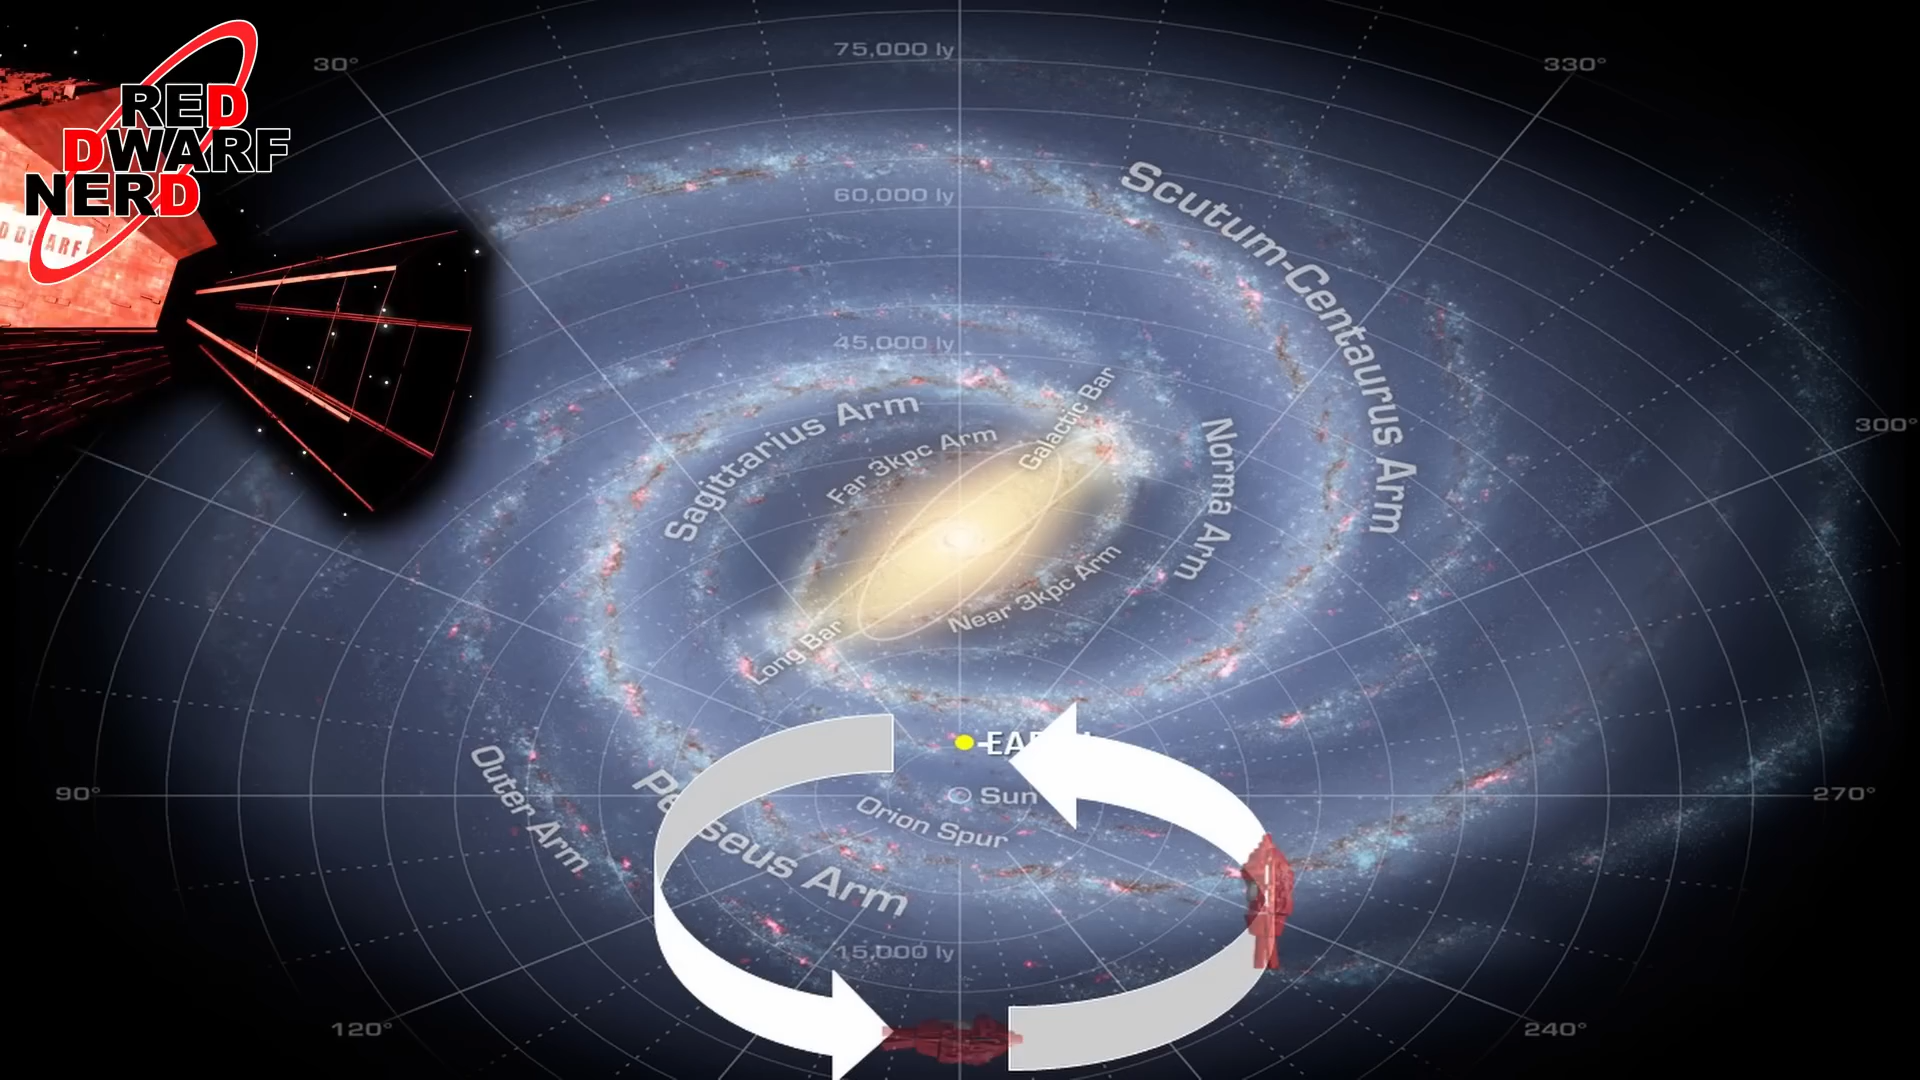 RED
DWARF
NERD
30°
75,000 ly
330°
Scutum-Centaurus Arm
60,000 ly
45,000 ly
Galactic Bar
Sagittarius Arm
Far 3kpc Arm
Norma Arm
300°
Near 3kpc Arm
Long Bar
Outer Arm
Sun
90°
270°
Orion Spur
Arm
15,000 ly
120°
240°